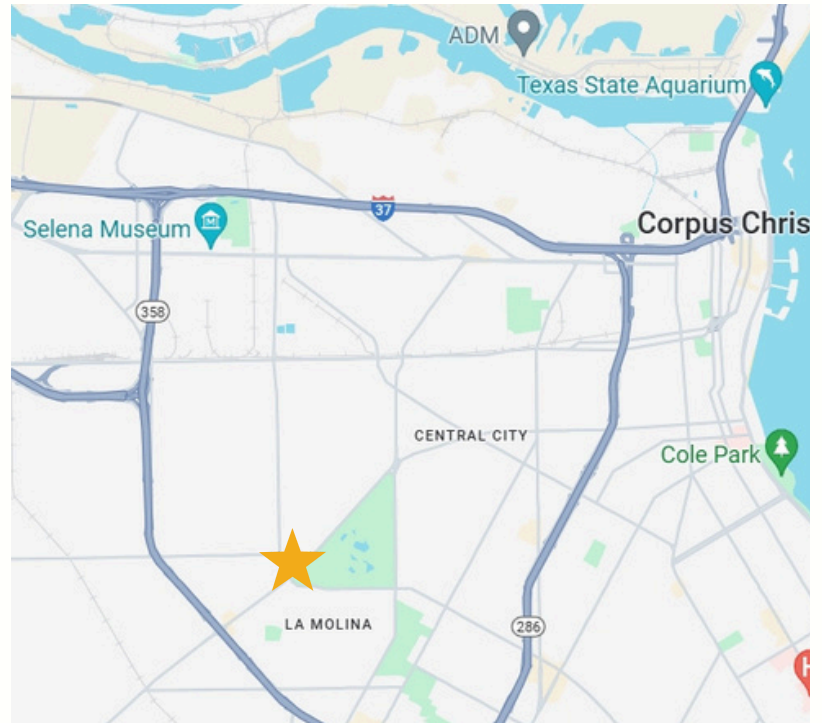 ADM
Texas State Aquarium
37
Selena Museum
Corpus Chris
358
CENTRAL CITY
Cole Park
LA MOLINA
286
H